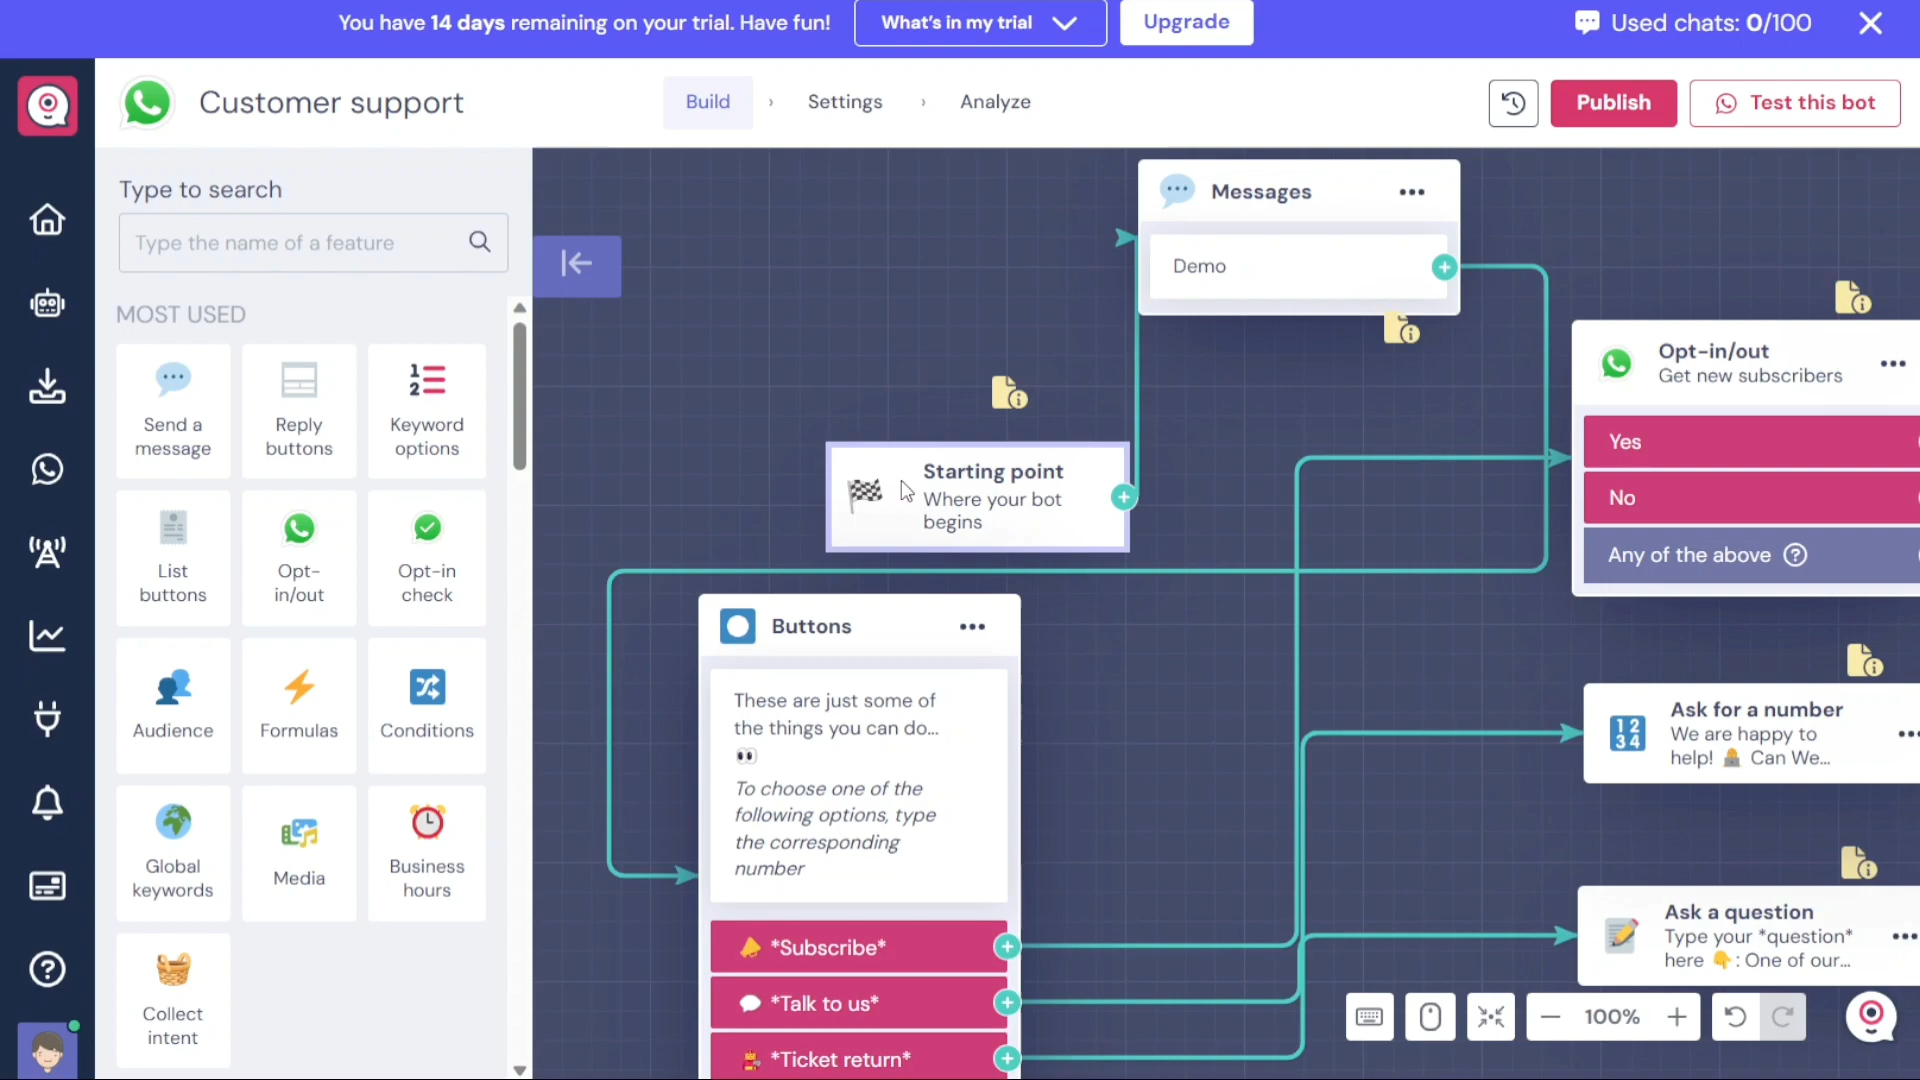 You have 14 days remaining on your trial. Have fun!
What's in my trial
Upgrade
Used chats: 0/100
Customer support
Build
Settings
Analyze
Publish
Test this bot
Type to search
Type the name of a feature
MOST USED
Send a
message
Reply
buttons
1
2
Keyword
options
List
buttons
Opt-
in/out
Opt-in
check
Audience
Formulas
Conditions
Global
keywords
Media
Business
hours
Collect
intent
Messages
Demo
Starting point
Where your bot
begins
Buttons
These are just some of
the things you can do...
👀
To choose one of the
following options, type
the corresponding
number
*Subscribe*
*Talk to us*
*Ticket return*
Opt-in/out
Get new subscribers
Yes
No
Any of the above
1 2
3 4
Ask for a number
We are happy to
help! 🧑‍💻 Can We...
Ask a question
Type your *question*
here 👇: One of our...
100%